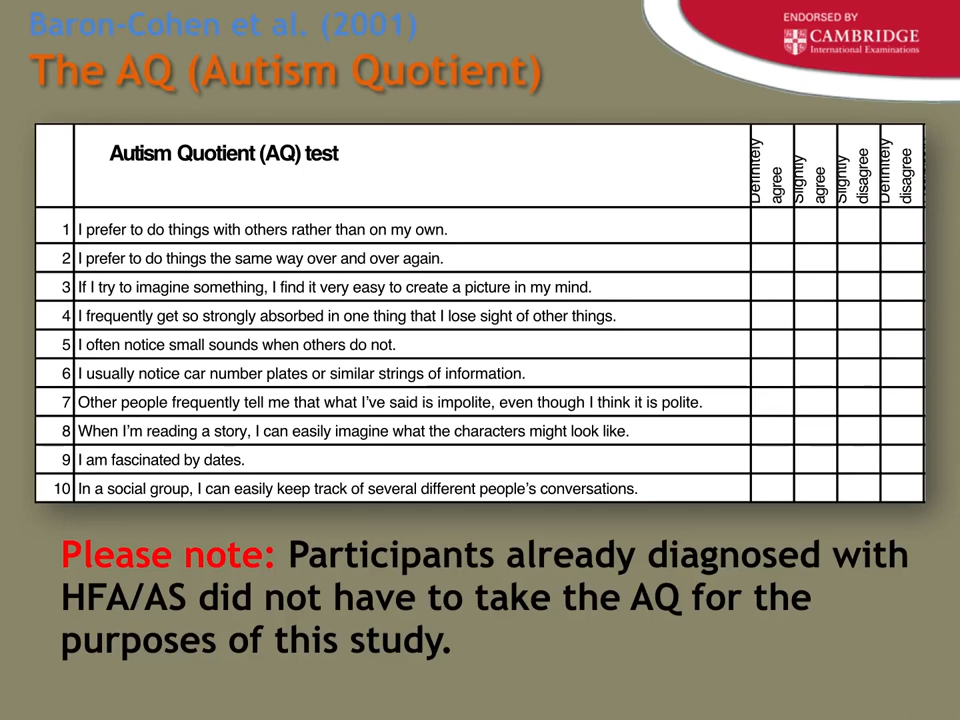 Baron-Cohen et al. (2001)
The AQ (Autism Quotient)
ENDORSED BY
CAMBRIDGE
International Examinations
Autism Quotient (AQ) test
Definitely agree
Slightly agree
Slightly disagree
Definitely disagree
1 I prefer to do things with others rather than on my own.
2 I prefer to do things the same way over and over again.
3 If I try to imagine something, I find it very easy to create a picture in my mind.
4 I frequently get so strongly absorbed in one thing that I lose sight of other things.
5 I often notice small sounds when others do not.
6 I usually notice car number plates or similar strings of information.
7 Other people frequently tell me that what I've said is impolite, even though I think it is polite.
8 When I'm reading a story, I can easily imagine what the characters might look like.
9 I am fascinated by dates.
10 In a social group, I can easily keep track of several different people's conversations.
Please note: Participants already diagnosed with
HFA/AS did not have to take the AQ for the
purposes of this study.